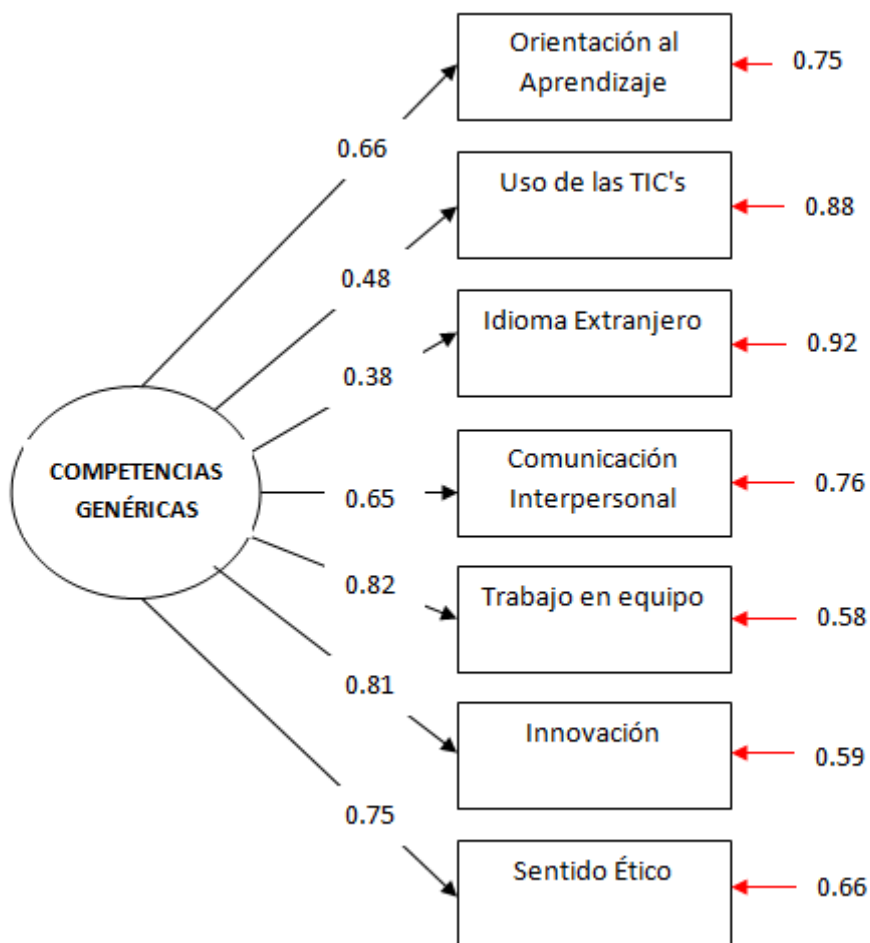 Orientación al
Aprendizaje
0.75
0.66
Uso de las TIC's
0.88
0.48
Idioma Extranjero
0.92
0.38
COMPETENCIAS
GENÉRICAS
Comunicación
Interpersonal
0.76
0.65
Trabajo en equipo
0.58
0.82
Innovación
0.59
0.81
Sentido Ético
0.66
0.75